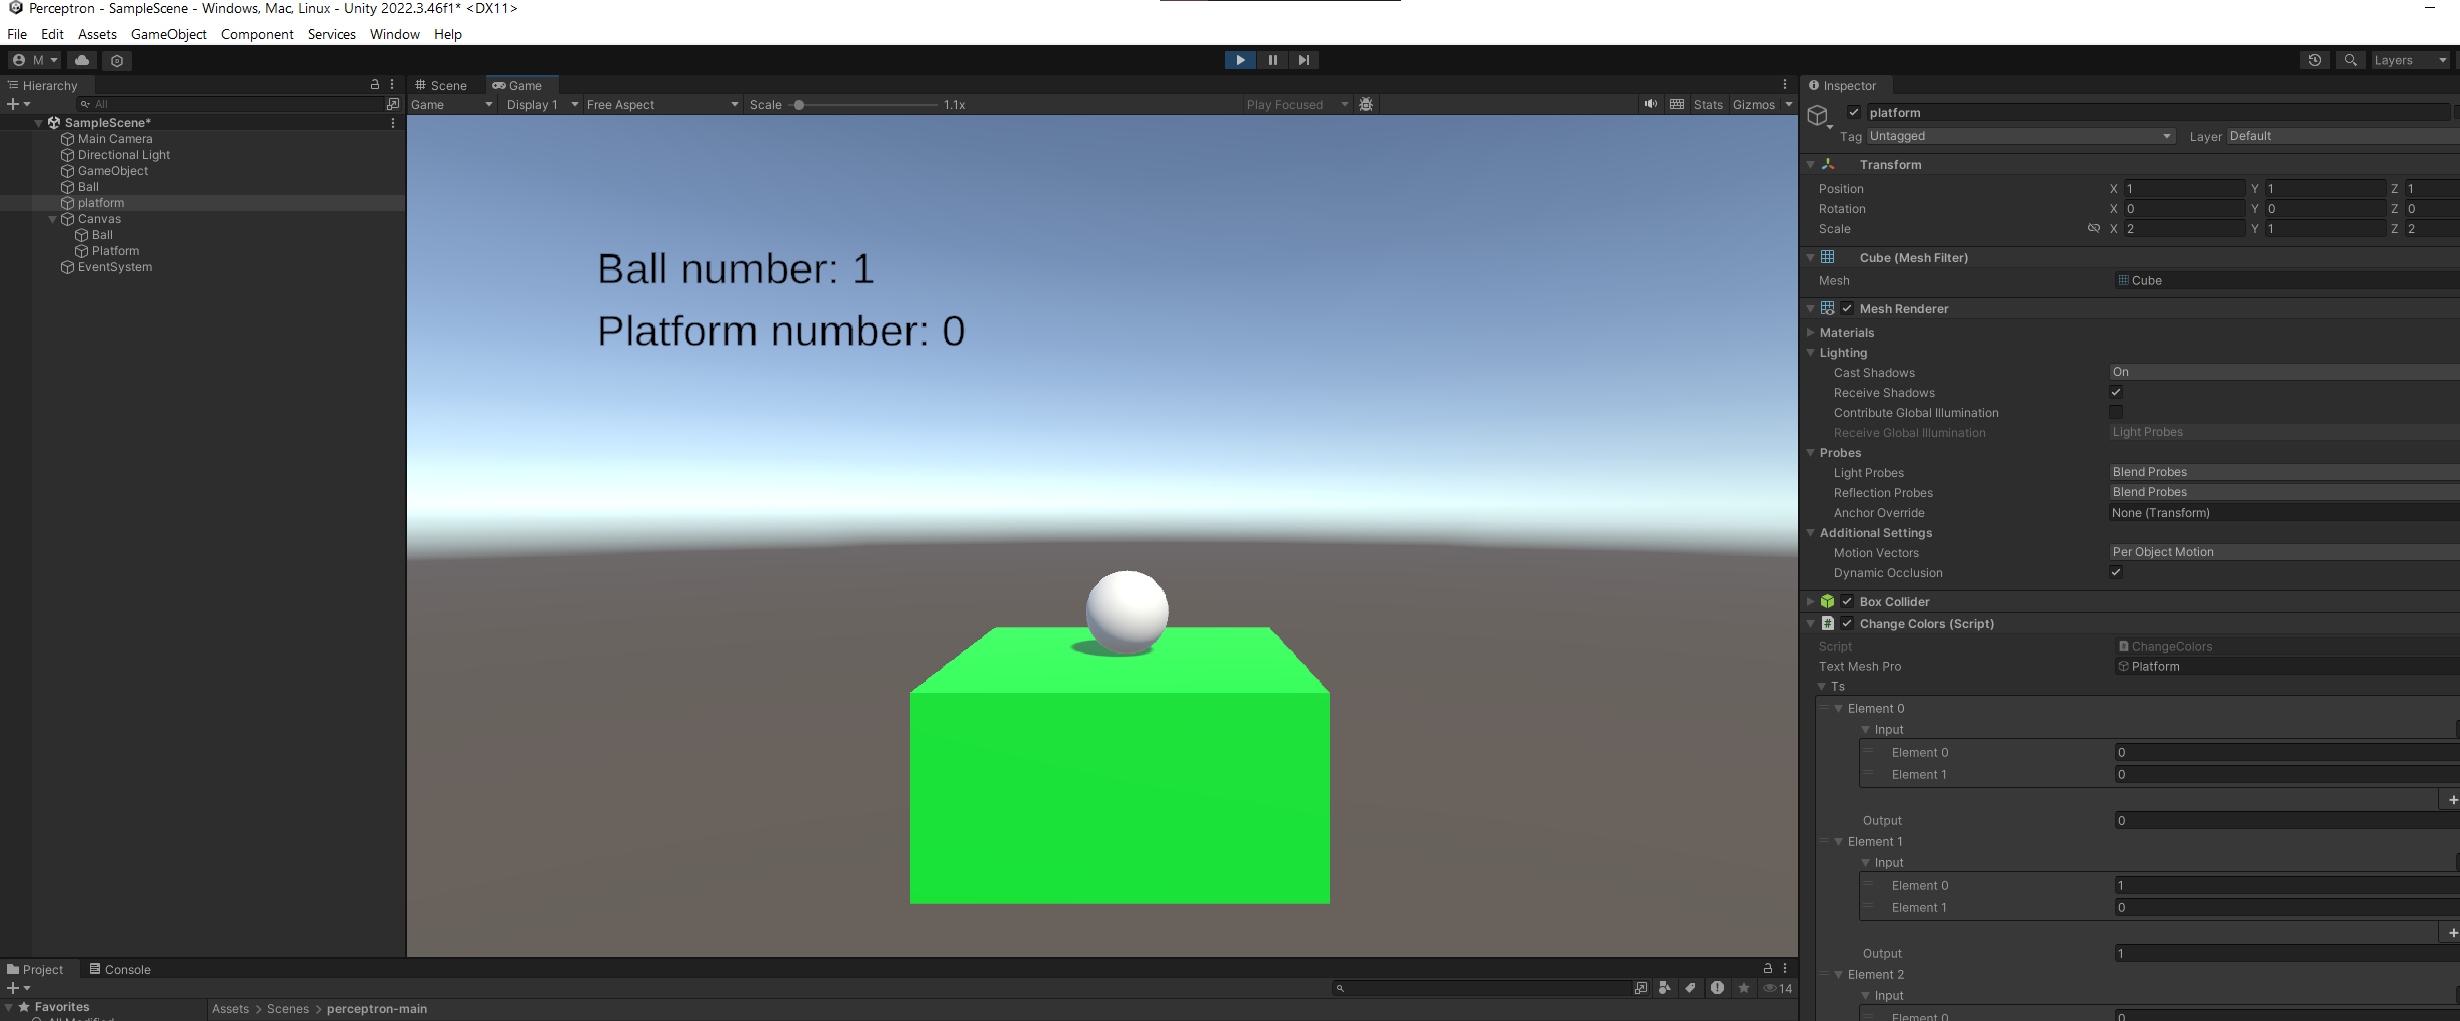 Perceptron - SampleScene - Windows, Mac, Linux - Unity 2022.3.46f1* <DX11>
File Edit Assets GameObject Component Services Window Help
M
Layers
Hierarchy
All
SampleScene*
Main Camera
Directional Light
GameObject
Ball
platform
Canvas
Ball
Platform
EventSystem
Scene Game
Game Display 1 Free Aspect Scale 1.1x Play Focused Stats Gizmos
Ball number: 1
Platform number: 0
Inspector
platform
Tag Untagged Layer Default
Transform
Position X 1 Y 1 Z 1
Rotation X 0 Y 0 Z 0
Scale X 2 Y 1 Z 2
Cube (Mesh Filter)
Mesh Cube
Mesh Renderer
Materials
Lighting
Cast Shadows On
Receive Shadows
Contribute Global Illumination
Receive Global Illumination Light Probes
Probes
Light Probes Blend Probes
Reflection Probes Blend Probes
Anchor Override None (Transform)
Additional Settings
Motion Vectors Per Object Motion
Dynamic Occlusion
Box Collider
Change Colors (Script)
Script ChangeColors
Text Mesh Pro Platform
Ts
Element 0
Input
Element 0 0
Element 1 0
Output 0
Element 1
Input
Element 0 1
Element 1 0
Output 1
Element 2
Input
Element 0 0
Project Console
14
Favorites
All Modified
Assets > Scenes > perceptron-main